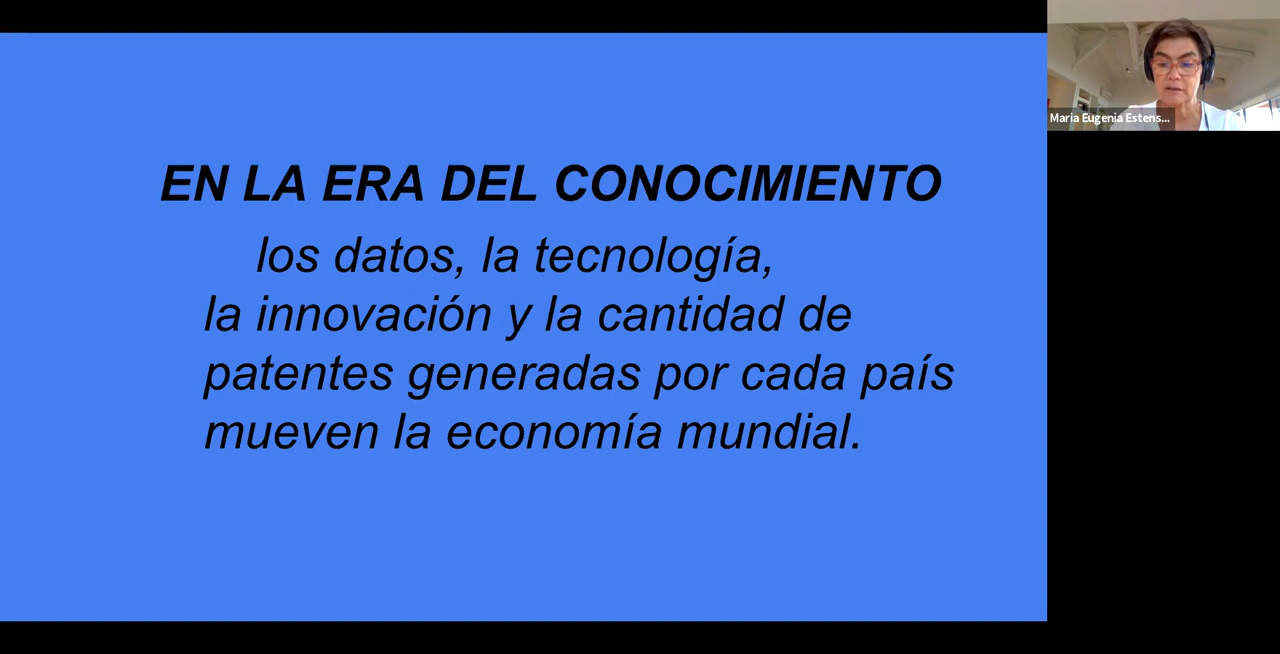 EN LA ERA DEL CONOCIMIENTO
los datos, la tecnología,
la innovación y la cantidad de
patentes generadas por cada país
mueven la economía mundial.
Maria Eugenia Estens...